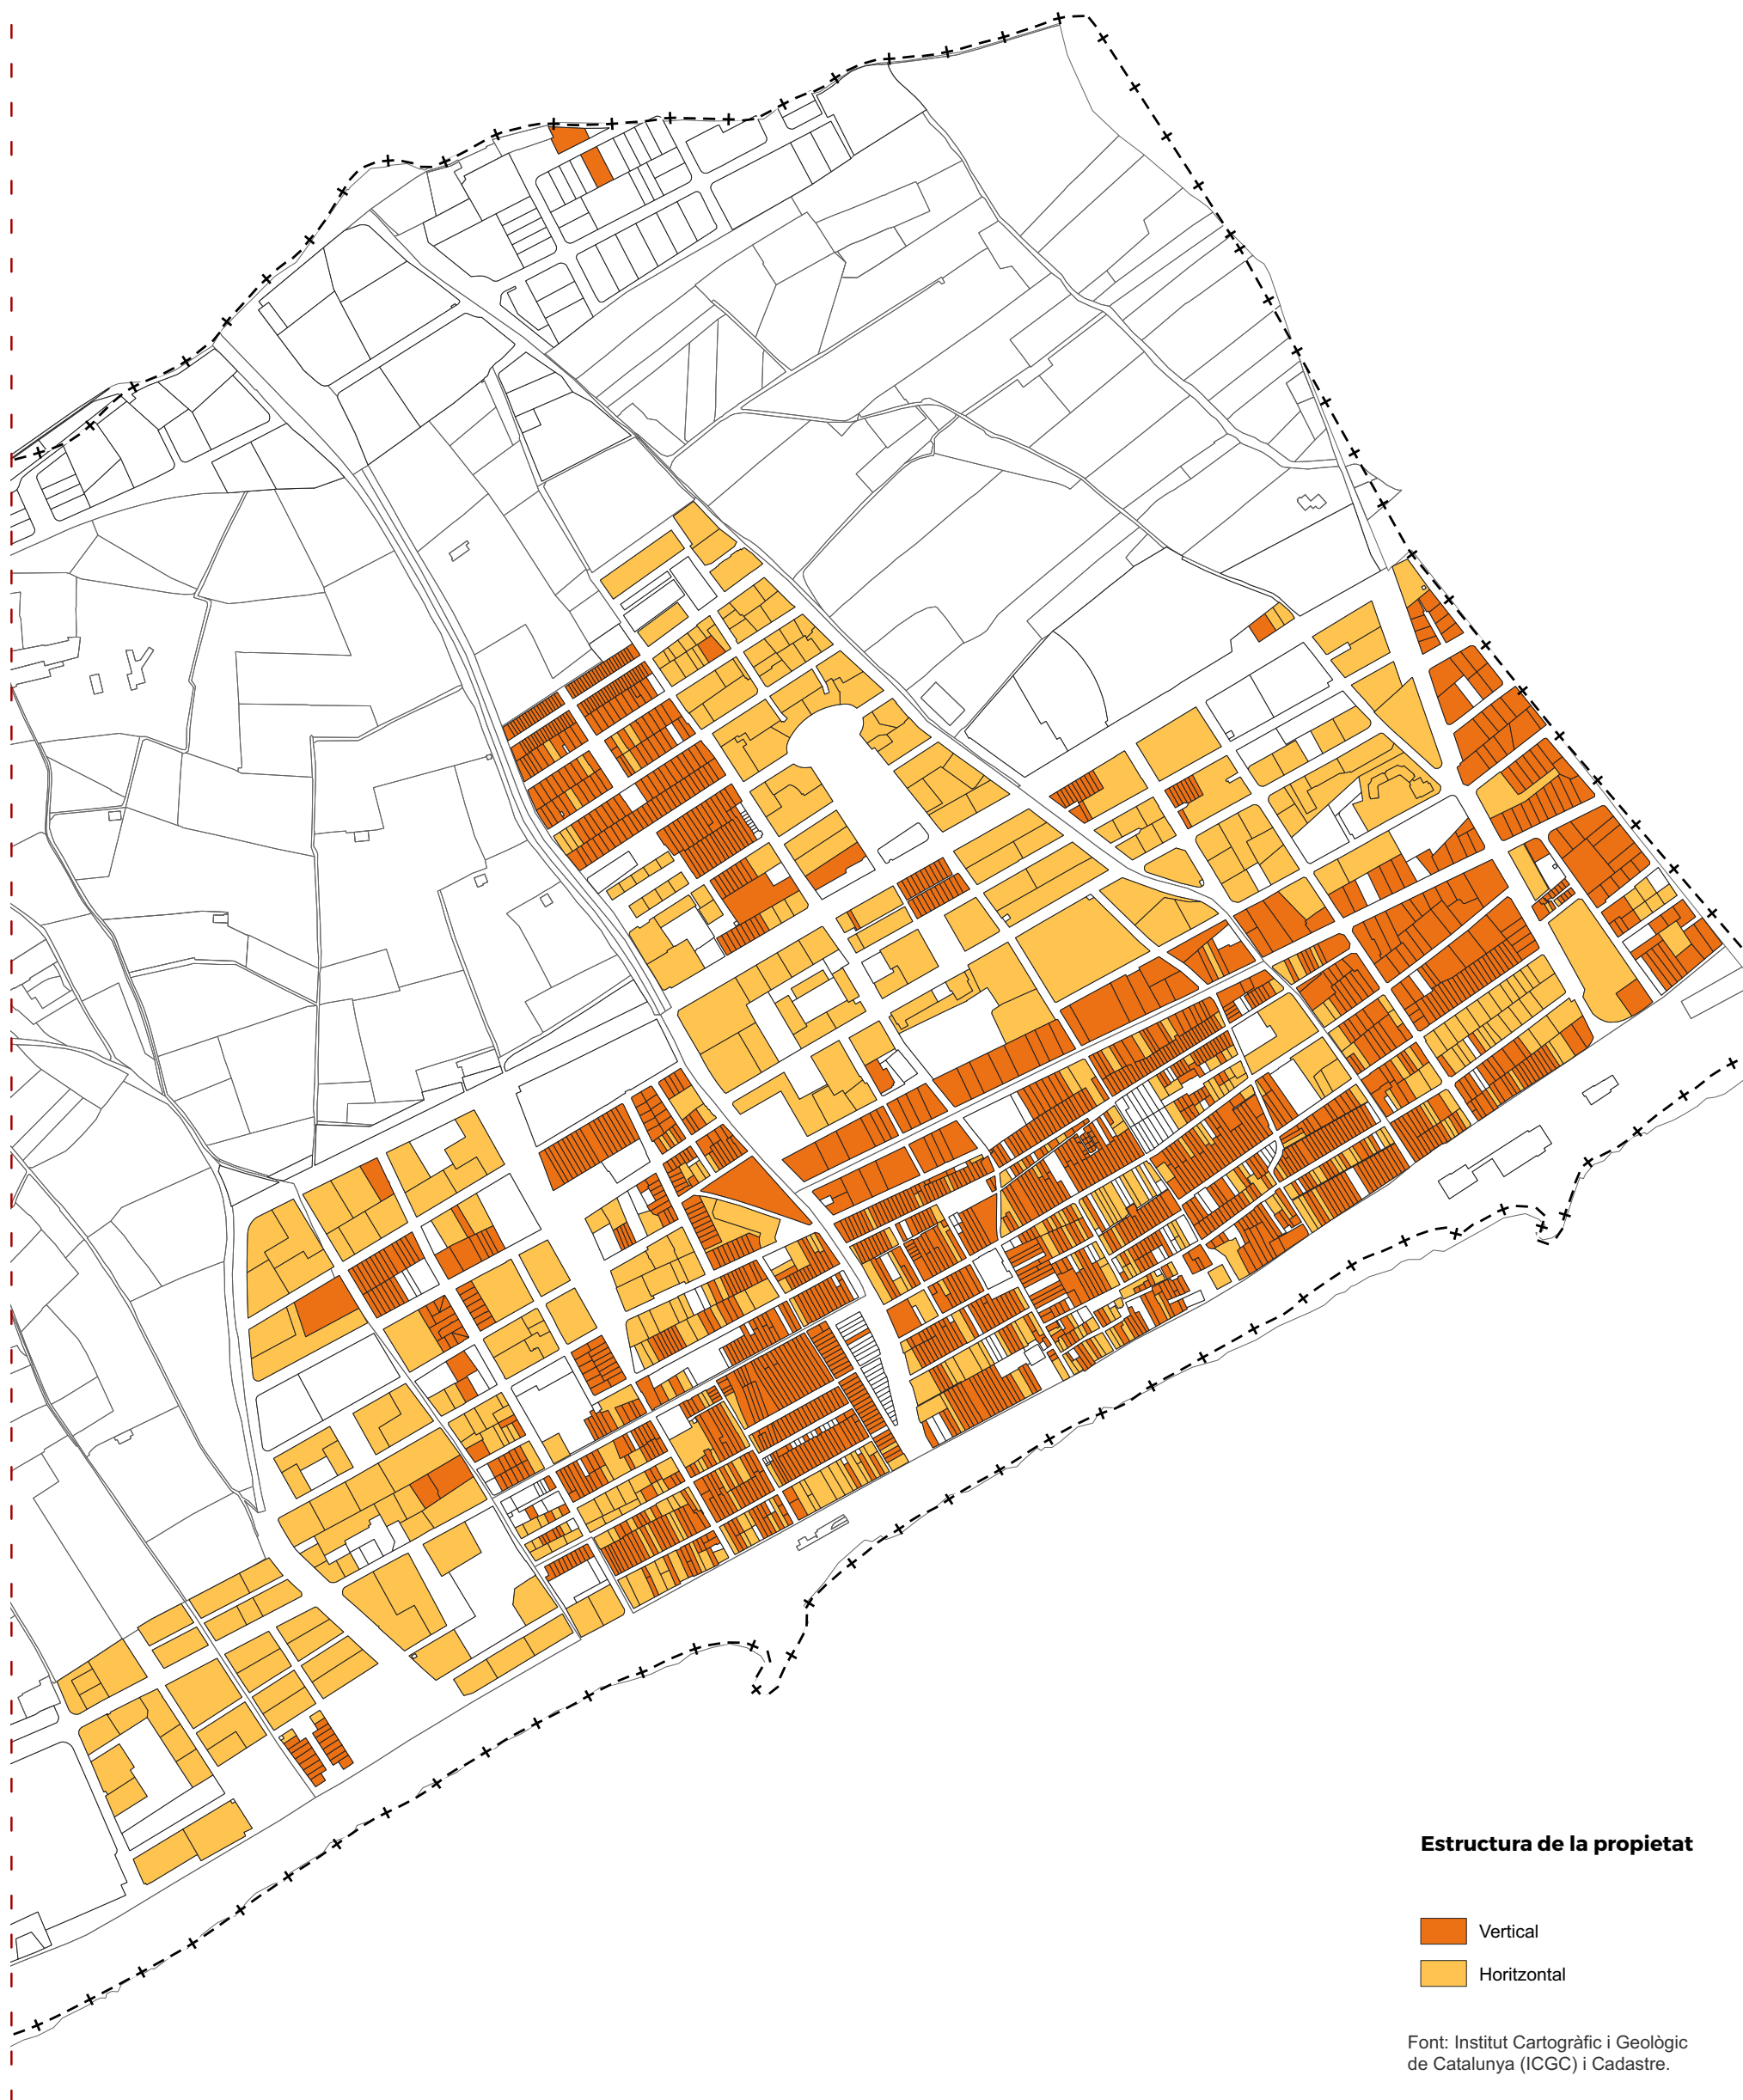 Estructura de la propietat
Vertical
Horitzontal
Font: Institut Cartogràfic i Geològic
de Catalunya (ICGC) i Cadastre.